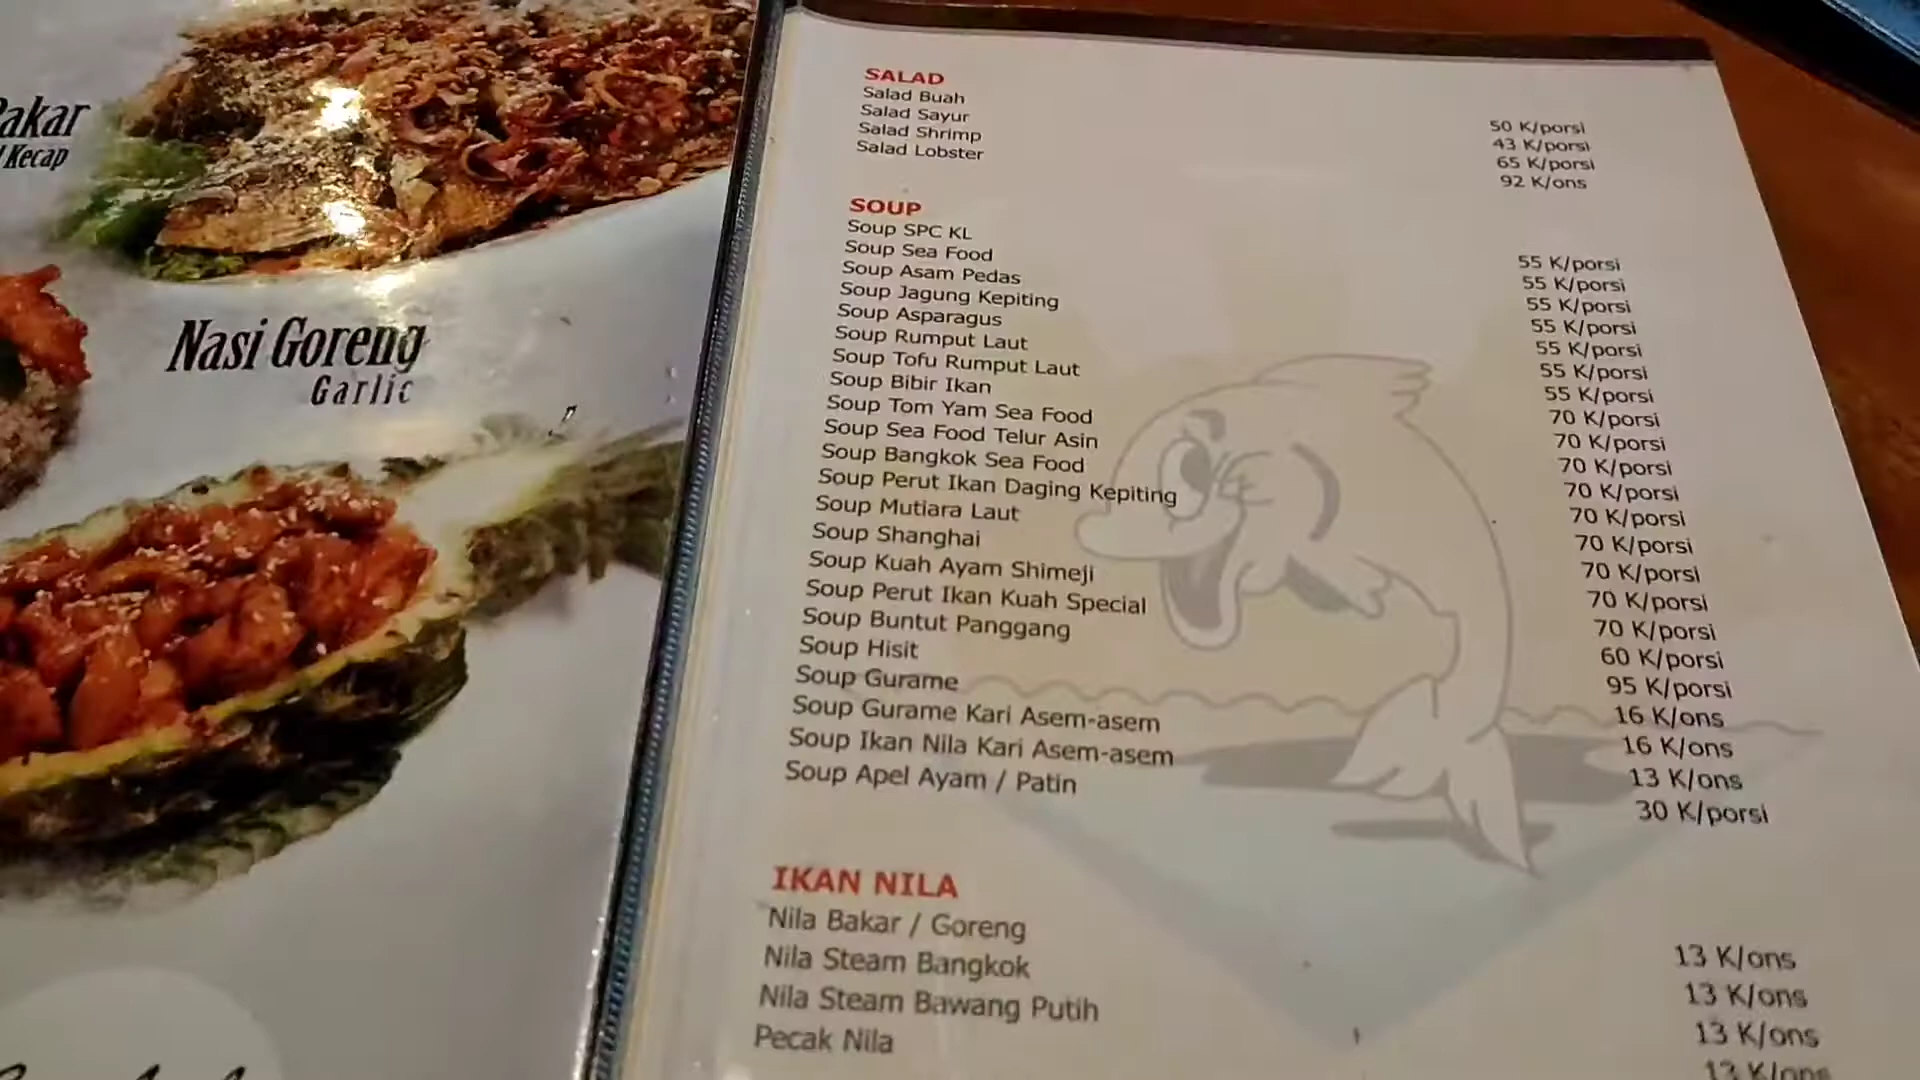 akar
Kecap
Nasi Goreng
Garlic
SALAD
Salad Buah 50 K/porsi
Salad Sayur 43 K/porsi
Salad Shrimp 65 K/porsi
Salad Lobster 92 K/ons
SOUP
Soup SPC KL 55 K/porsi
Soup Sea Food 55 K/porsi
Soup Asam Pedas 55 K/porsi
Soup Jagung Kepiting 55 K/porsi
Soup Asparagus 55 K/porsi
Soup Rumput Laut 55 K/porsi
Soup Tofu Rumput Laut 55 K/porsi
Soup Bibir Ikan 70 K/porsi
Soup Tom Yam Sea Food 70 K/porsi
Soup Sea Food Telur Asin 70 K/porsi
Soup Bangkok Sea Food 70 K/porsi
Soup Perut Ikan Daging Kepiting 70 K/porsi
Soup Mutiara Laut 70 K/porsi
Soup Shanghai 70 K/porsi
Soup Kuah Ayam Shimeji 70 K/porsi
Soup Perut Ikan Kuah Special 70 K/porsi
Soup Buntut Panggang 60 K/porsi
Soup Hisit 95 K/porsi
Soup Gurame 16 K/ons
Soup Gurame Kari Asem-asem 16 K/ons
Soup Ikan Nila Kari Asem-asem 13 K/ons
Soup Apel Ayam / Patin 30 K/porsi
IKAN NILA
Nila Bakar / Goreng 13 K/ons
Nila Steam Bangkok 13 K/ons
Nila Steam Bawang Putih 13 K/ons
Pecak Nila 13 K/ons